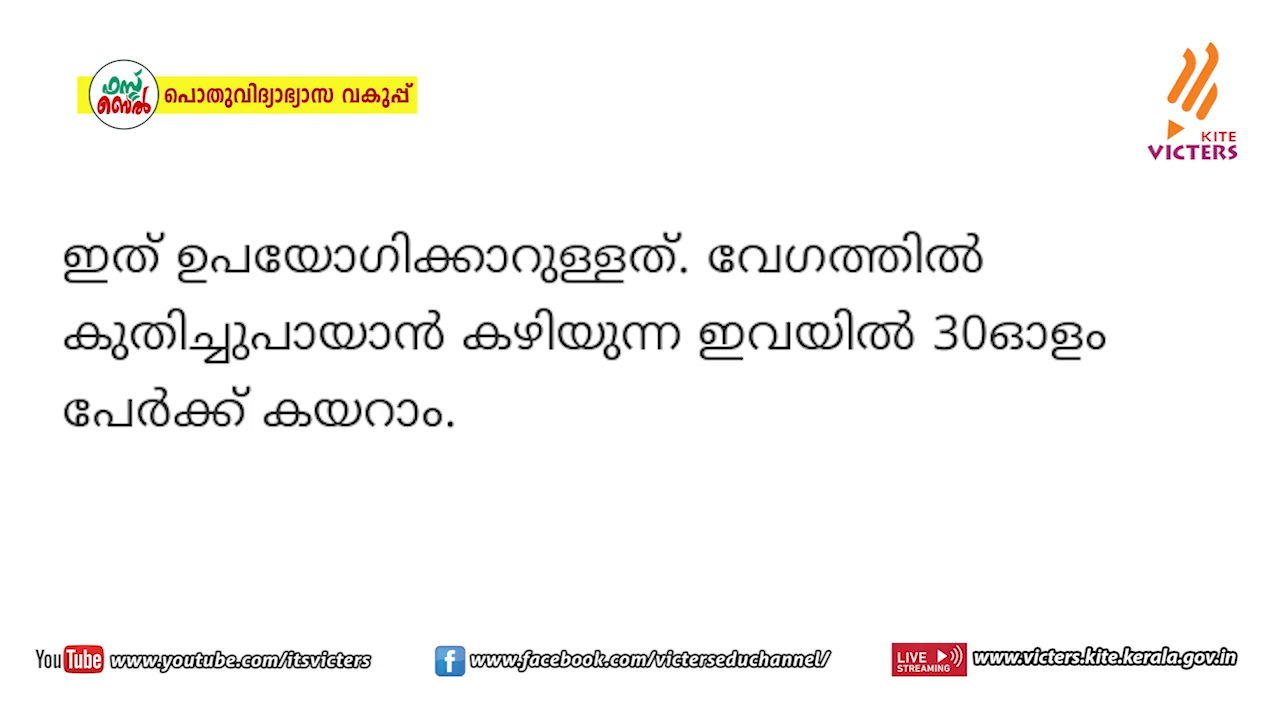 ഫസ്റ്റ്
ബെൽ
പൊതുവിദ്യാഭ്യാസ വകുപ്പ്
KITE
VICTERS
ഇത് ഉപയോഗിക്കാറുള്ളത്. വേഗത്തിൽ
കുതിച്ചുപായാൻ കഴിയുന്ന ഇവയിൽ 30ഓളം
പേർക്ക് കയറാം.
YouTube www.youtube.com/itsvicters
f www.facebook.com/victerseduchannel/
LIVE STREAMING www.victers.kite.kerala.gov.in